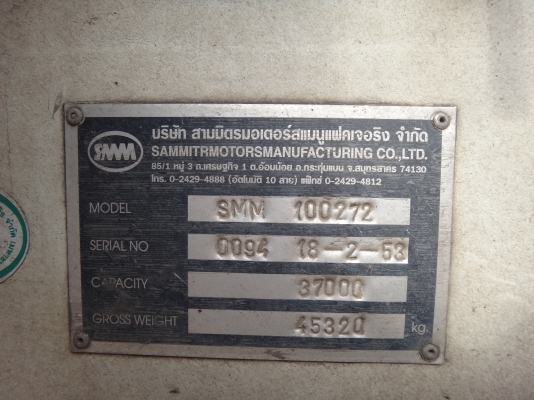 SMM
บริษัท สามมิตรมอเตอร์สแมนูแฟคเจอริง จำกัด
SAMMITRMOTORSMANUFACTURING CO.,LTD.
85/1 หมู่ 3 ถ.เศรษฐกิจ 1 ต.อ้อมน้อย อ.กระทุ่มแบน จ.สมุทรสาคร 74130
โทร. 0-2429-4888 (อัตโนมัติ 10 สาย) แฟ็กซ์ 0-2429-4812
MODEL SMM 100272
SERIAL NO 0094 18-2-53
CAPACITY 37000
GROSS WEIGHT 45320 kg.